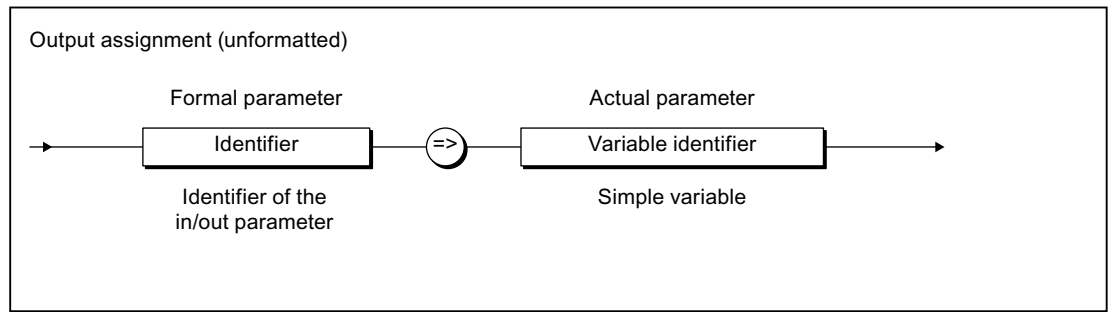 Output assignment (unformatted)
Formal parameter
Actual parameter
Identifier
=>
Variable identifier
Identifier of the
in/out parameter
Simple variable